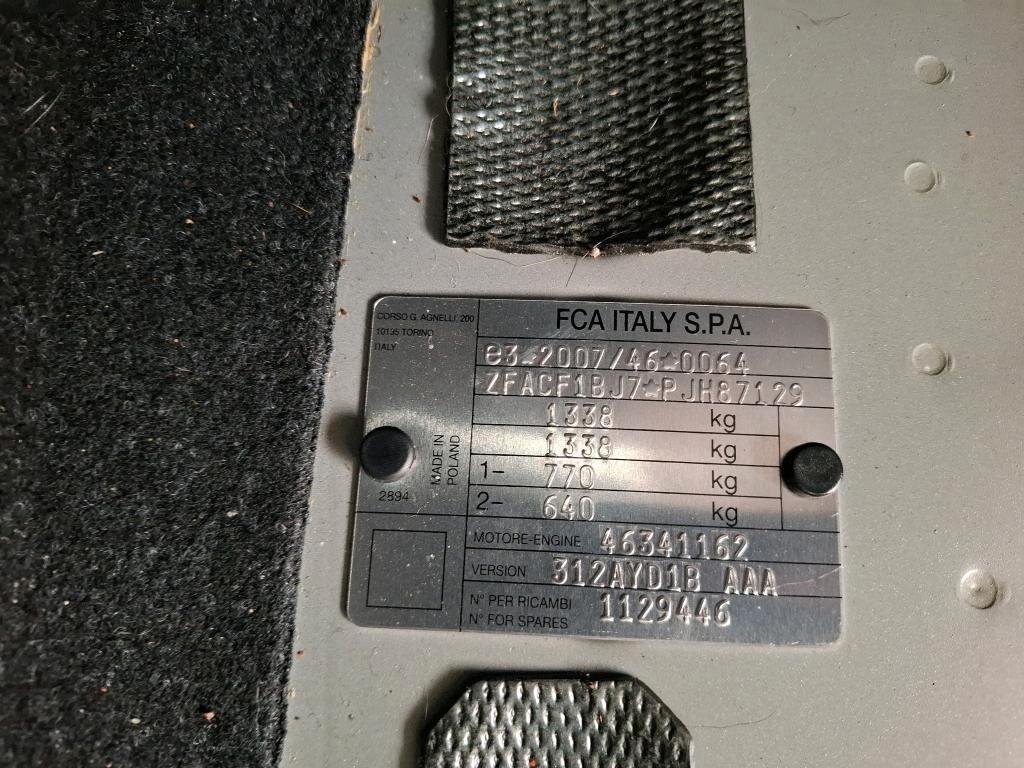 CORSO G. AGNELLI, 200
10135 TORINO
ITALY
FCA ITALY S.P.A.
e3*2007/46*0064
ZFACF1BJ7*PJH87129
1338 kg
1338 kg
1- 770 kg
2- 640 kg
MADE IN
POLAND
2894
MOTORE-ENGINE 46341162
VERSION 312AYD1B AAA
N° PER RICAMBI
N° FOR SPARES 1129446